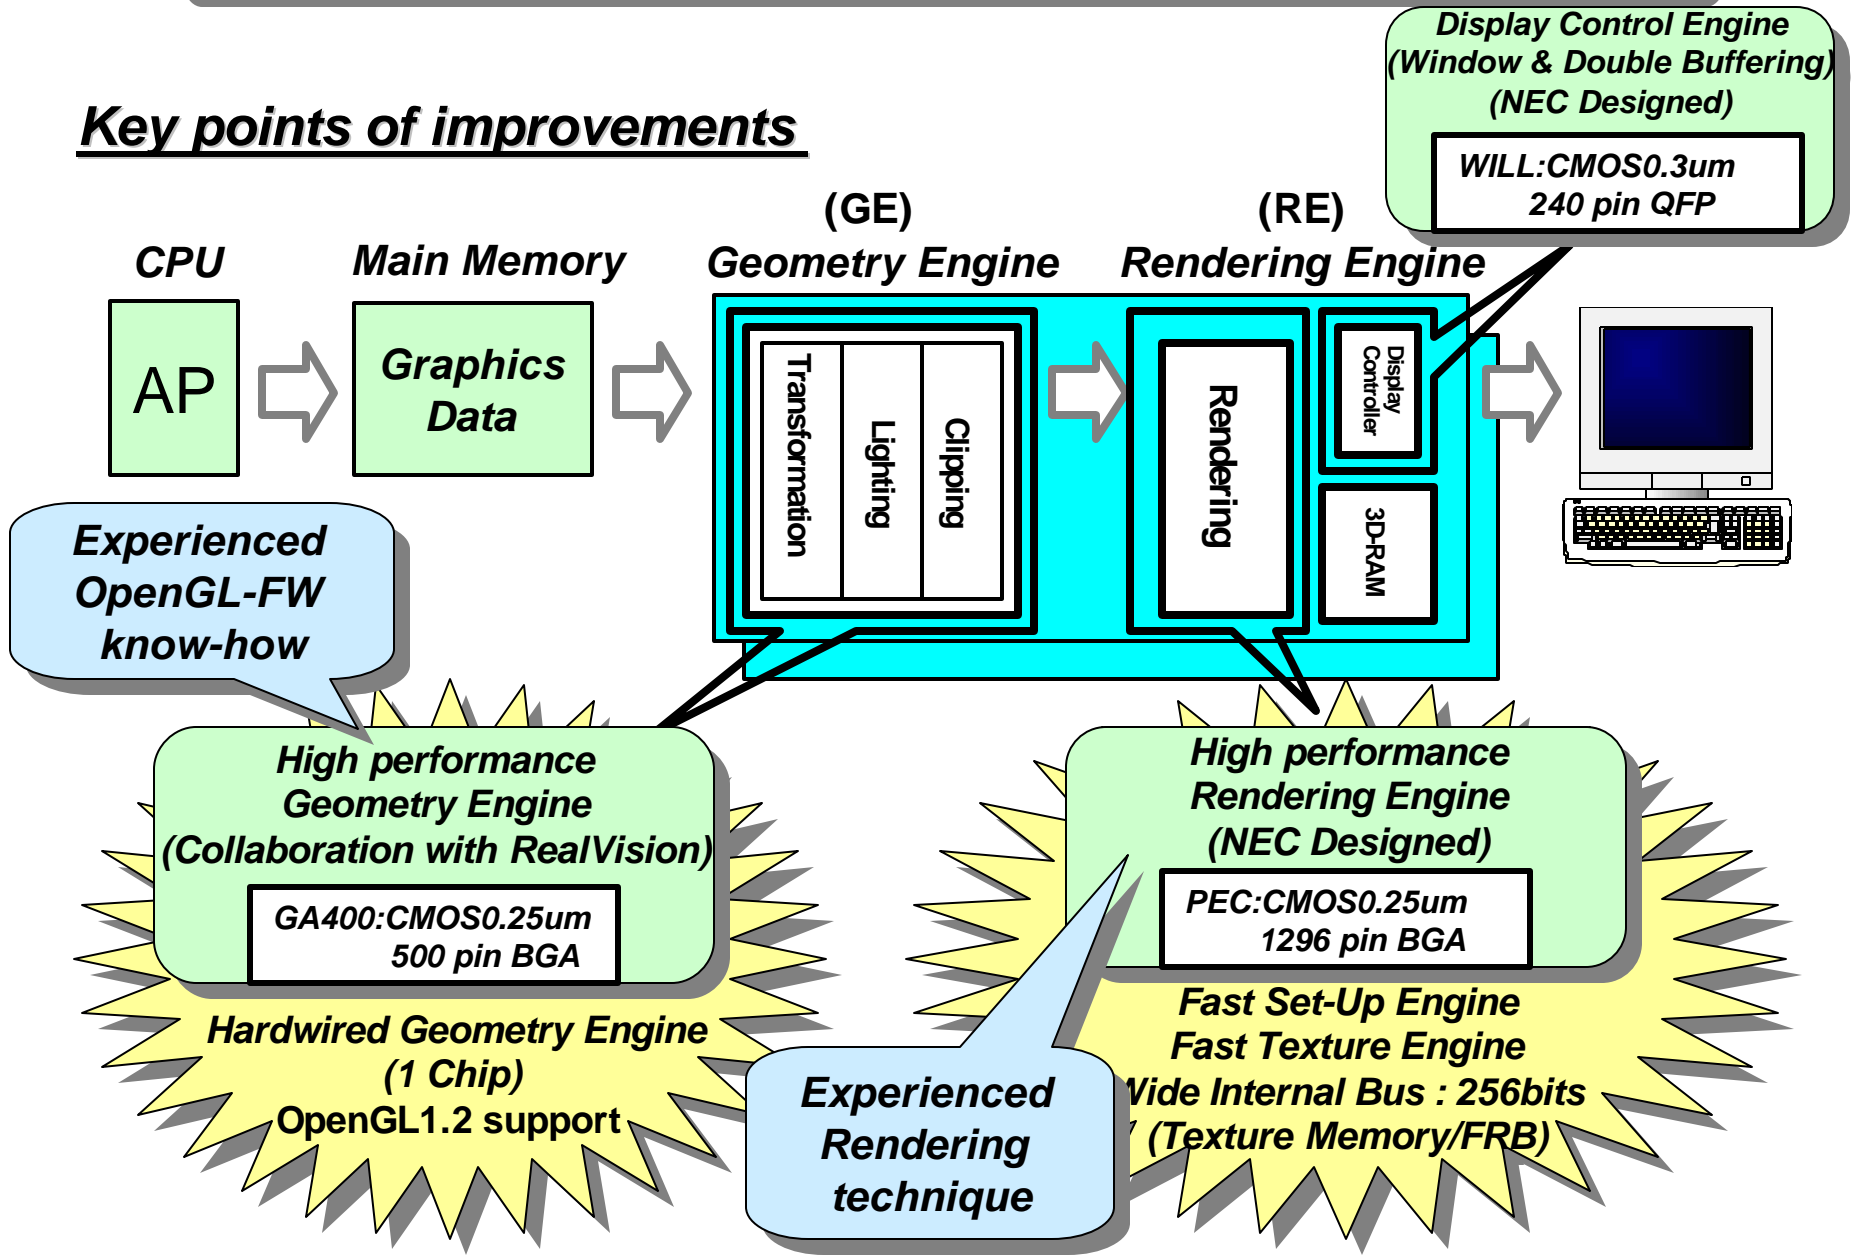 Display Control Engine
(Window & Double Buffering)
(NEC Designed)
WILL:CMOS0.3um
240 pin QFP
Key points of improvements
(GE)
(RE)
CPU
Main Memory
Geometry Engine
Rendering Engine
AP
Graphics
Data
Transformation
Lighting
Clipping
Rendering
Display
Controller
3D-RAM
Experienced
OpenGL-FW
know-how
High performance
Geometry Engine
(Collaboration with RealVision)
GA400:CMOS0.25um
500 pin BGA
Hardwired Geometry Engine
(1 Chip)
OpenGL1.2 support
High performance
Rendering Engine
(NEC Designed)
PEC:CMOS0.25um
1296 pin BGA
Fast Set-Up Engine
Fast Texture Engine
Wide Internal Bus : 256bits
(Texture Memory/FRB)
Experienced
Rendering
technique